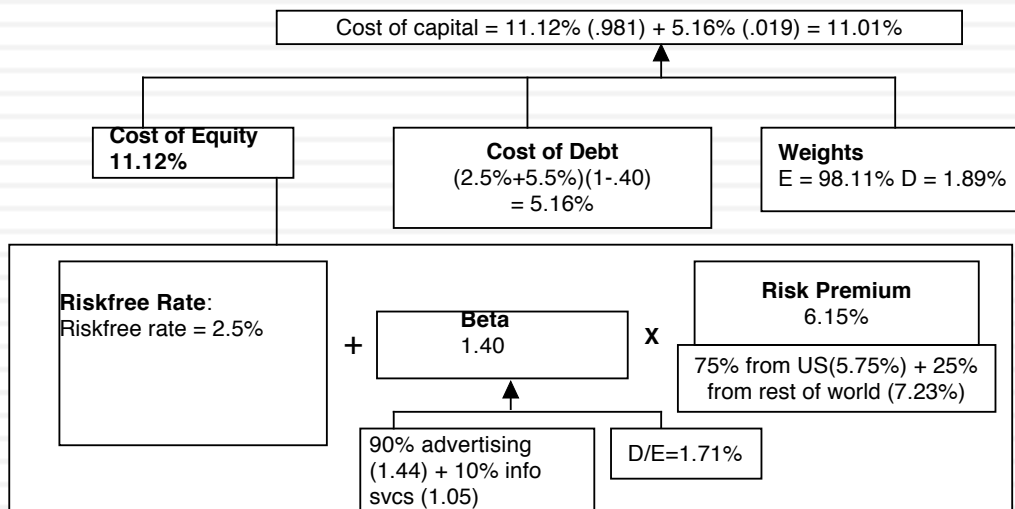 Cost of capital = 11.12% (.981) + 5.16% (.019) = 11.01%
Cost of Equity
11.12%
Cost of Debt
(2.5%+5.5%)(1-.40)
= 5.16%
Weights
E = 98.11% D = 1.89%
Riskfree Rate:
Riskfree rate = 2.5%
+
Beta
1.40
X
Risk Premium
6.15%
75% from US(5.75%) + 25%
from rest of world (7.23%)
90% advertising
(1.44) + 10% info
svcs (1.05)
D/E=1.71%